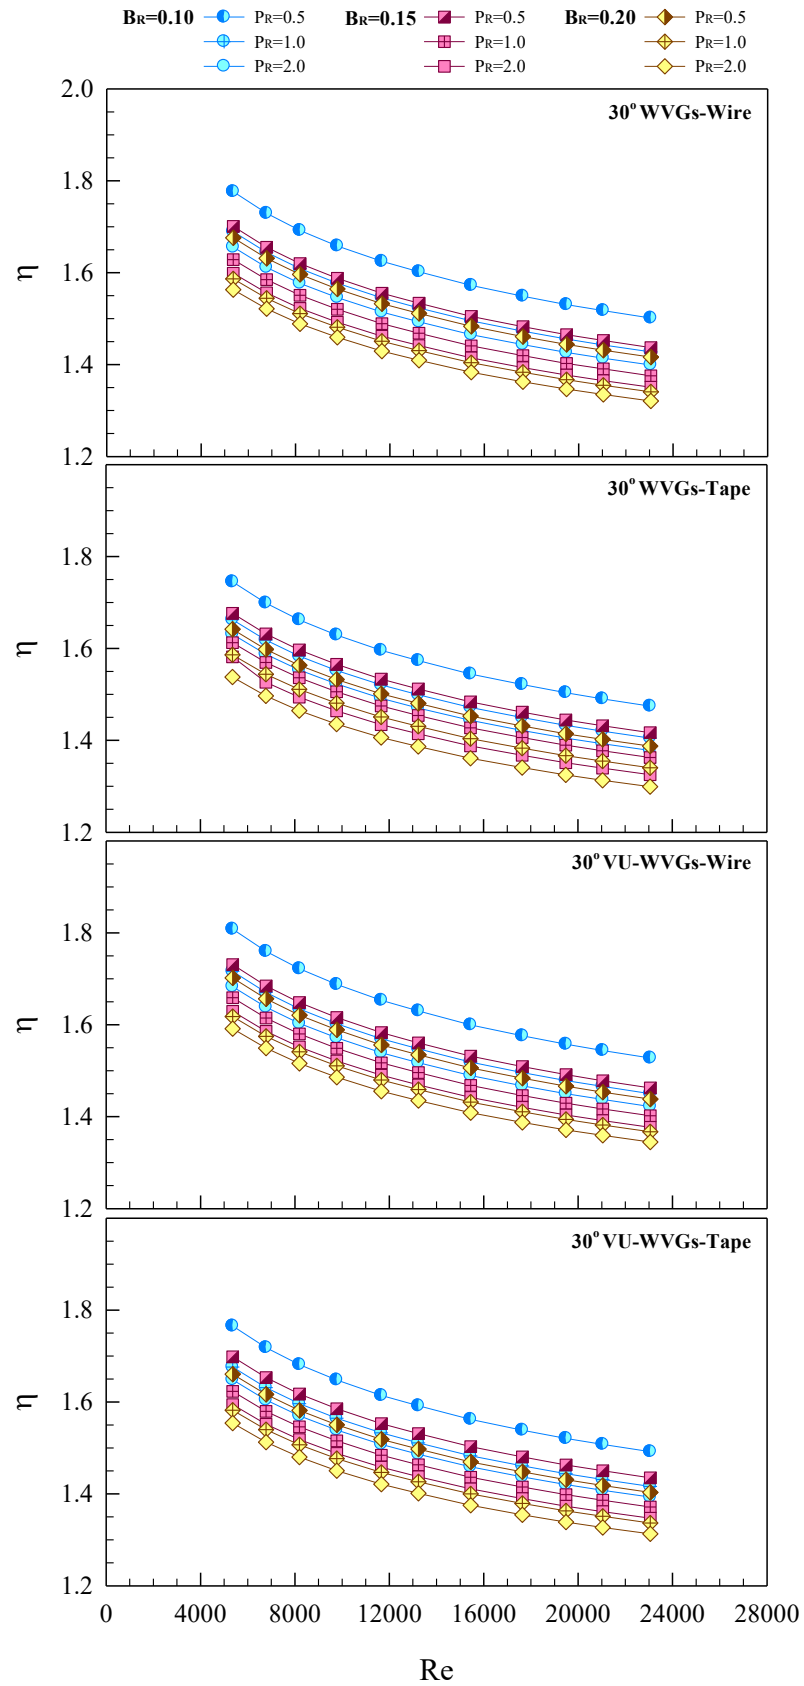 BR=0.10 PR=0.5 BR=0.15 PR=0.5 BR=0.20 PR=0.5
PR=1.0 PR=1.0 PR=1.0
PR=2.0 PR=2.0 PR=2.0
2.0
30° WVGs-Wire
1.8
1.6
η
1.4
1.2
30° WVGs-Tape
1.8
1.6
η
1.4
1.2
30° VU-WVGs-Wire
1.8
1.6
η
1.4
1.2
30° VU-WVGs-Tape
1.8
1.6
η
1.4
1.2
0 4000 8000 12000 16000 20000 24000 28000
Re